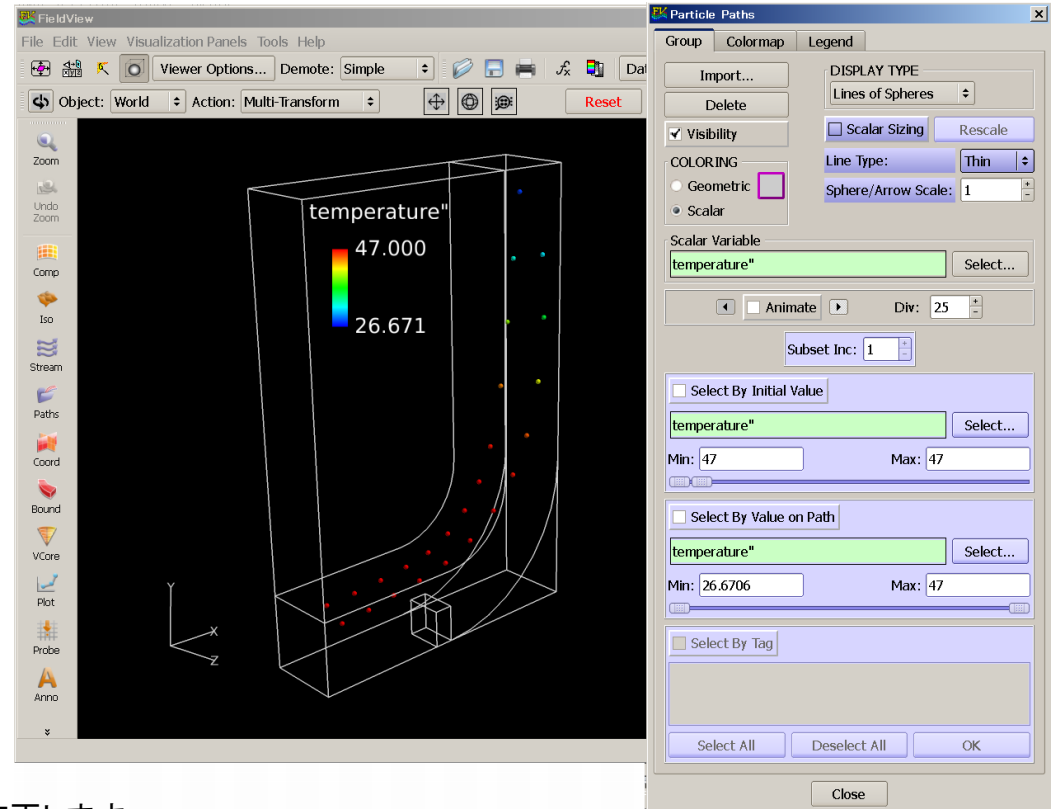 FieldView
File Edit View Visualization Panels Tools Help
Viewer Options... Demote: Simple
Object: World Action: Multi-Transform Reset
Zoom
Undo Zoom
Comp
Iso
Stream
Paths
Coord
Bound
VCore
Plot
Probe
Anno
temperature"
47.000
26.671
Y
X
Z
Particle Paths
Group Colormap Legend
Import...
Delete
Visibility
DISPLAY TYPE
Lines of Spheres
Scalar Sizing Rescale
COLORING
Geometric
Scalar
Line Type: Thin
Sphere/Arrow Scale: 1
Scalar Variable
temperature" Select...
Animate Div: 25
Subset Inc: 1
Select By Initial Value
temperature" Select...
Min: 47 Max: 47
Select By Value on Path
temperature" Select...
Min: 26.6706 Max: 47
Select By Tag
Select All Deselect All OK
Close